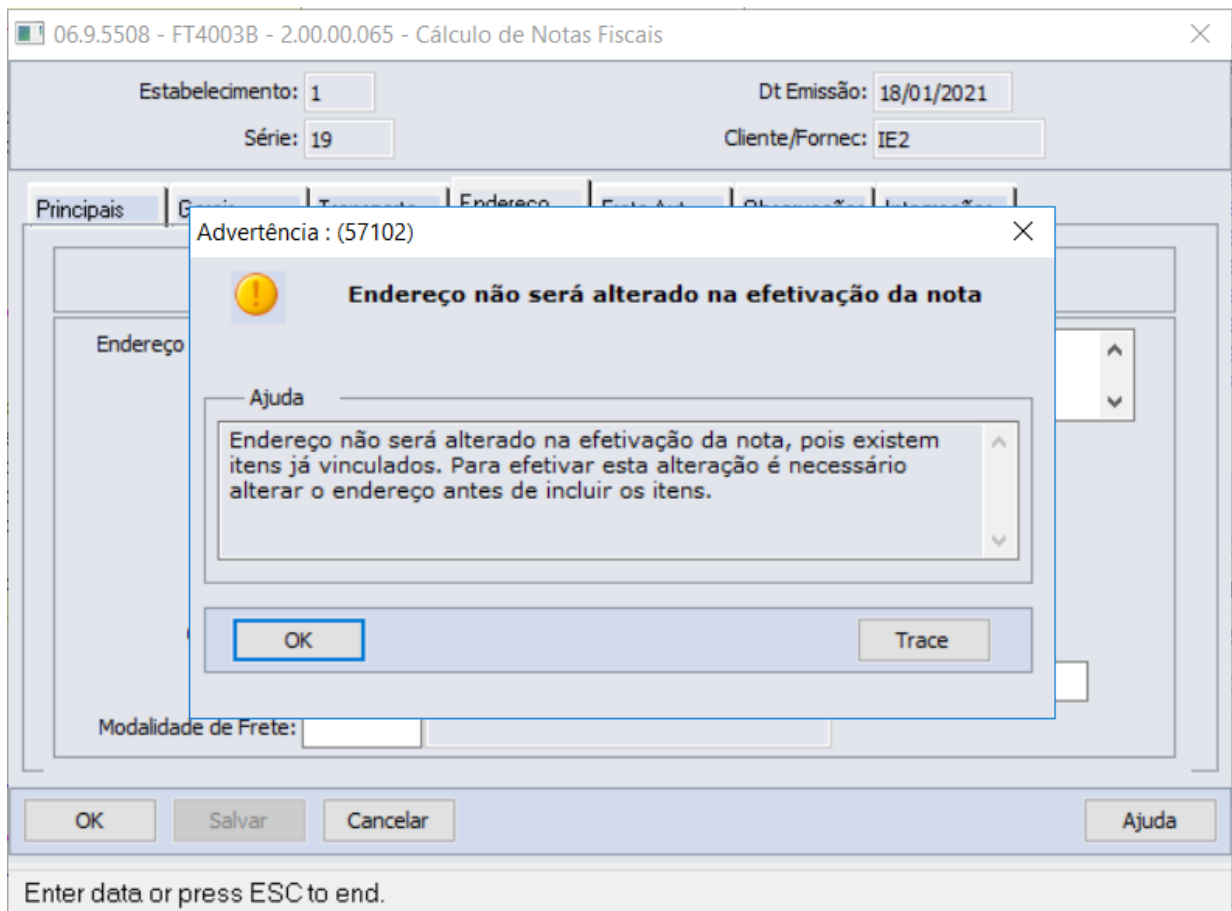 06.9.5508 - FT4003B - 2.00.00.065 - Cálculo de Notas Fiscais
Estabelecimento: 1 Dt Emissão: 18/01/2021
Série: 19 Cliente/Fornec: IE2
Principais Endereço
Advertência : (57102)
Endereço não será alterado na efetivação da nota
Endereço
Ajuda
Endereço não será alterado na efetivação da nota, pois existem
itens já vinculados. Para efetivar esta alteração é necessário
alterar o endereço antes de incluir os itens.
OK Trace
Modalidade de Frete:
OK Salvar Cancelar Ajuda
Enter data or press ESC to end.